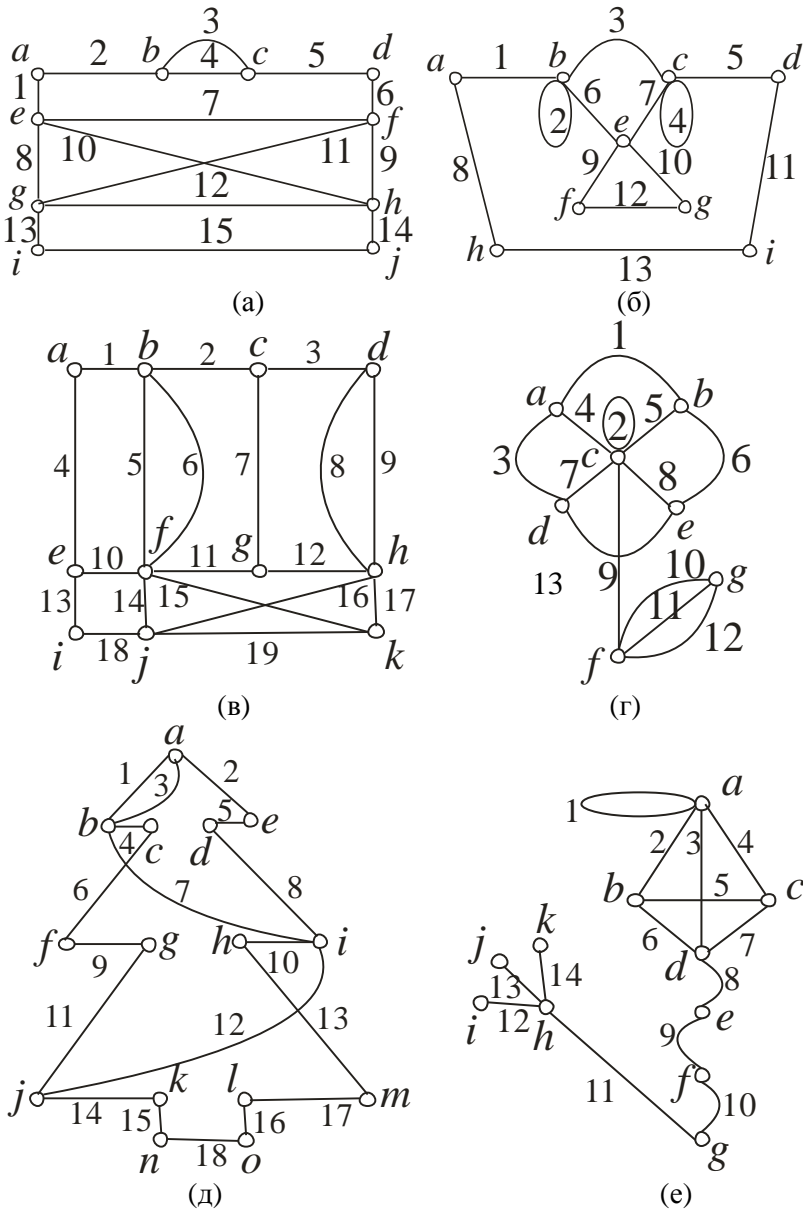 3
a 2 b 4 c 5 d
1 6
e 7 f
8 10 11 9
g 12 h
13 15 14
i j
(а)
3
a 1 b c 5 d
6 7
2 e 4
8 9 10 11
f 12 g
h i
13
(б)
a 1 b 2 c 3 d
4 5 6 7 8 9
e 10 f 11 g 12 h
13 14 15 16 17
i 18 j 19 k
(в)
1
a 4 2 5 b
3 c 6
7 8
d e
13 9 10 g
11
f 12
(г)
a
1 3 2
b 4 c d 5 e
6 7 8
f 9 g h 10 i
11 12 13
j 14 k l 17 m
15 16
n 18 o
(д)
a
1
2 3 4
b 5 c
6 7
d
8
e
9
f
10
g
j k
13 14
i 12 h
11
(е)